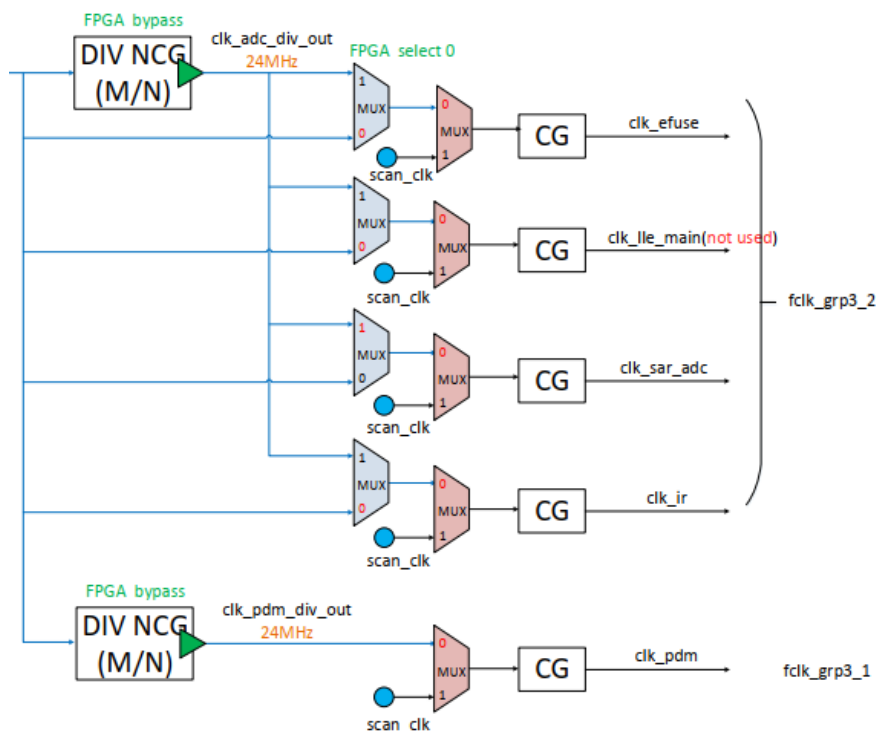 FPGA bypass
DIV NCG
(M/N)
clk_adc_div_out
24MHz
FPGA select 0
1
MUX
0
0
MUX
1
scan_clk
CG
clk_efuse
1
MUX
0
0
MUX
1
scan_clk
CG
clk_lle_main(not used)
fclk_grp3_2
1
MUX
0
0
MUX
1
scan_clk
CG
clk_sar_adc
1
MUX
0
0
MUX
1
scan_clk
CG
clk_ir
FPGA bypass
DIV NCG
(M/N)
clk_pdm_div_out
24MHz
0
MUX
1
scan_clk
CG
clk_pdm
fclk_grp3_1